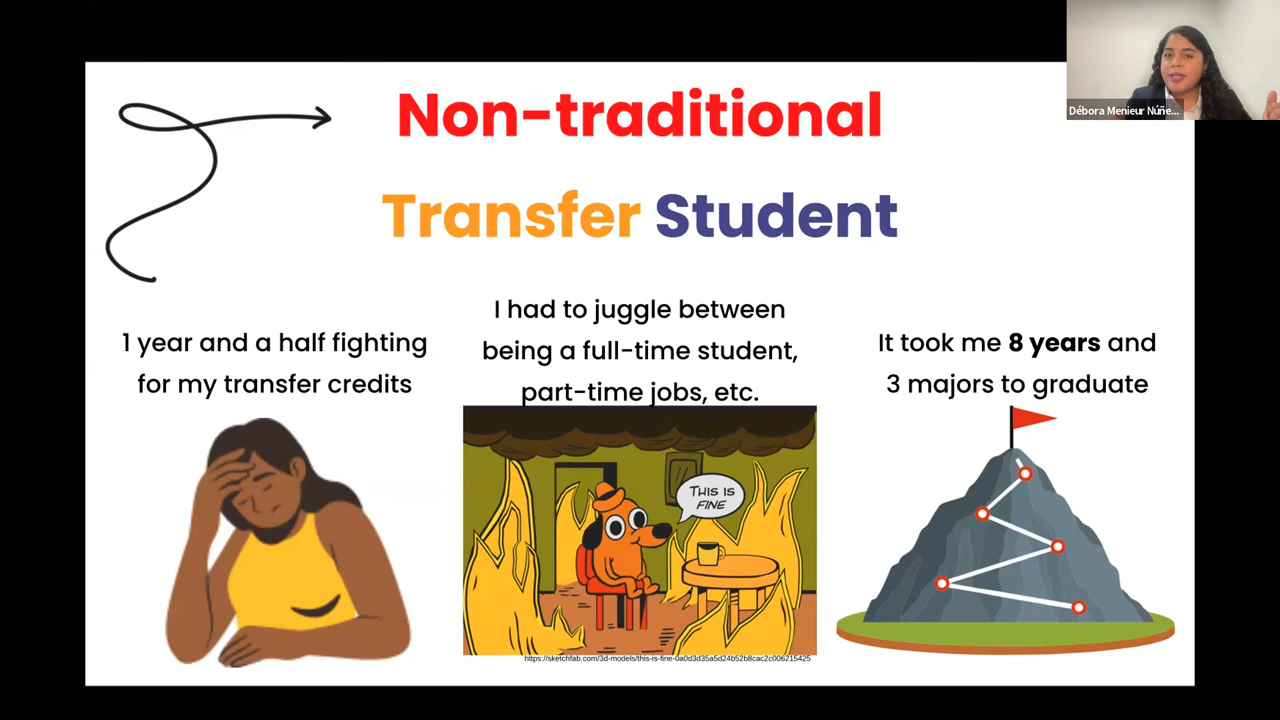 Débora Menieur Núñe...
Non-traditional
Transfer Student
1 year and a half fighting
for my transfer credits
I had to juggle between
being a full-time student,
part-time jobs, etc.
It took me 8 years and
3 majors to graduate
THIS IS
FINE
https://sketchfab.com/3d-models/this-is-fine-0a0d3d35a5d24b52b8cac2c006215425